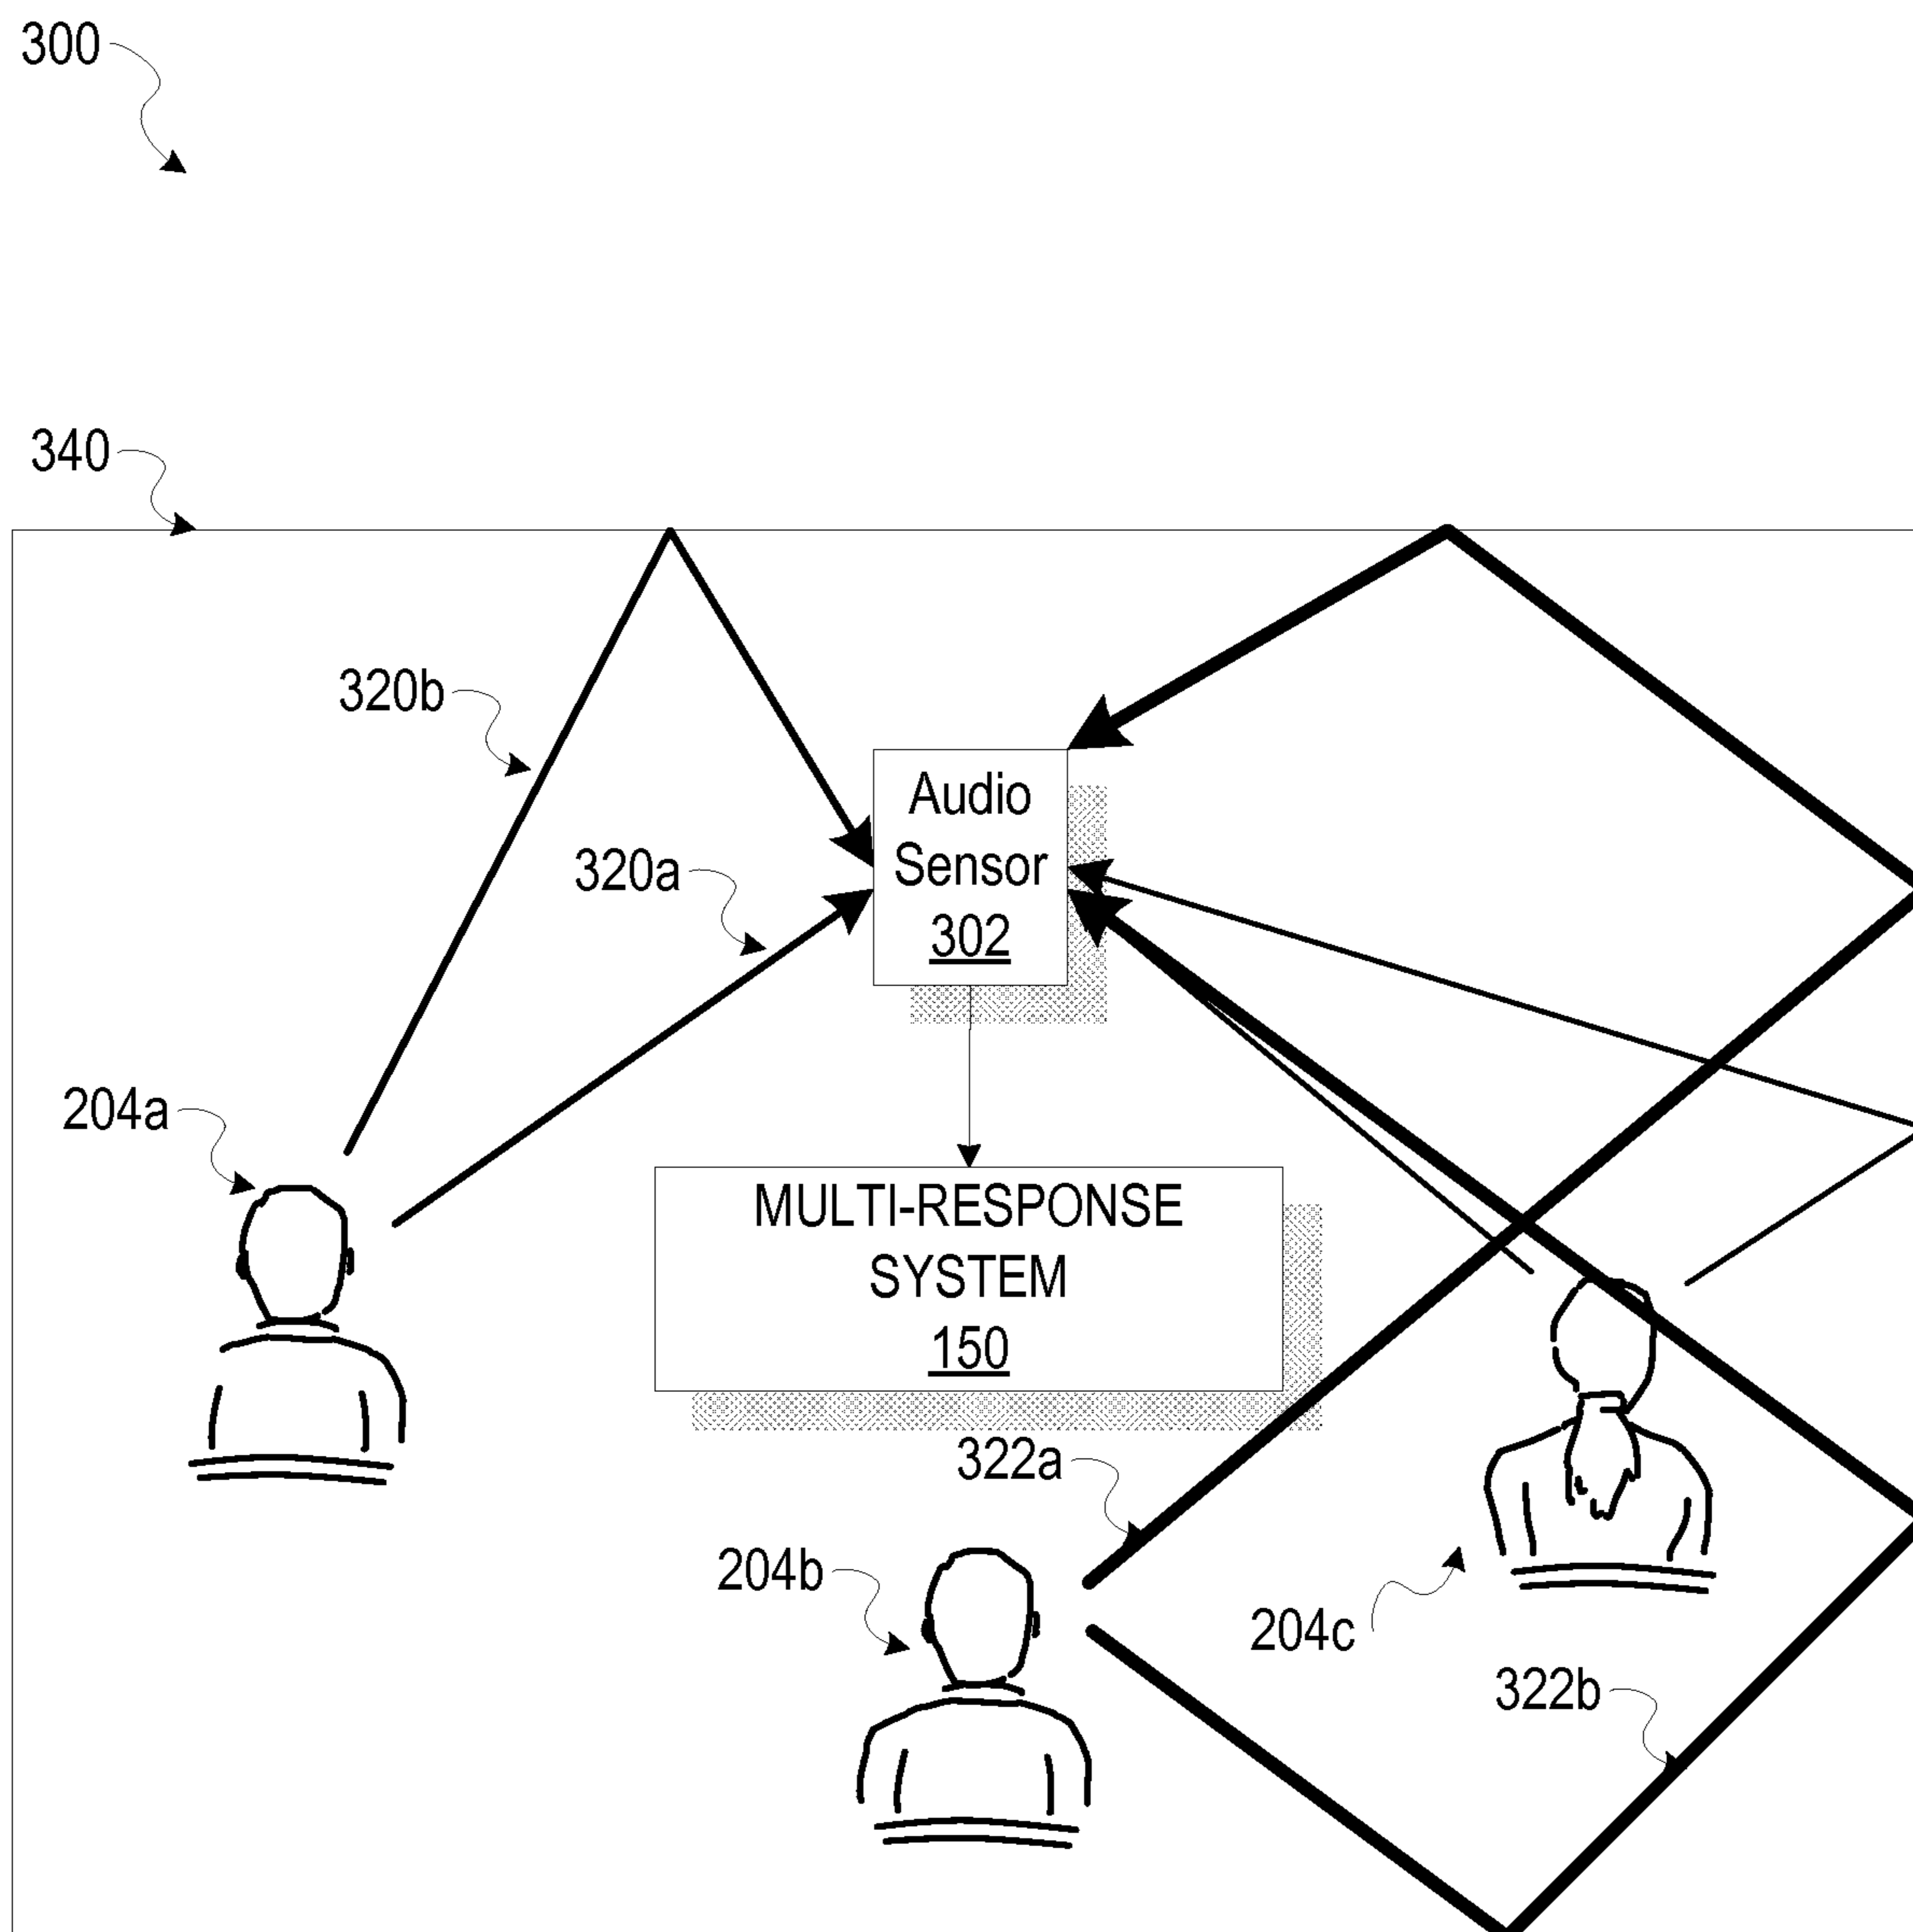 300
340
320b
Audio
Sensor
302
320a
204a
MULTI-RESPONSE
SYSTEM
150
322a
204b
204c
322b